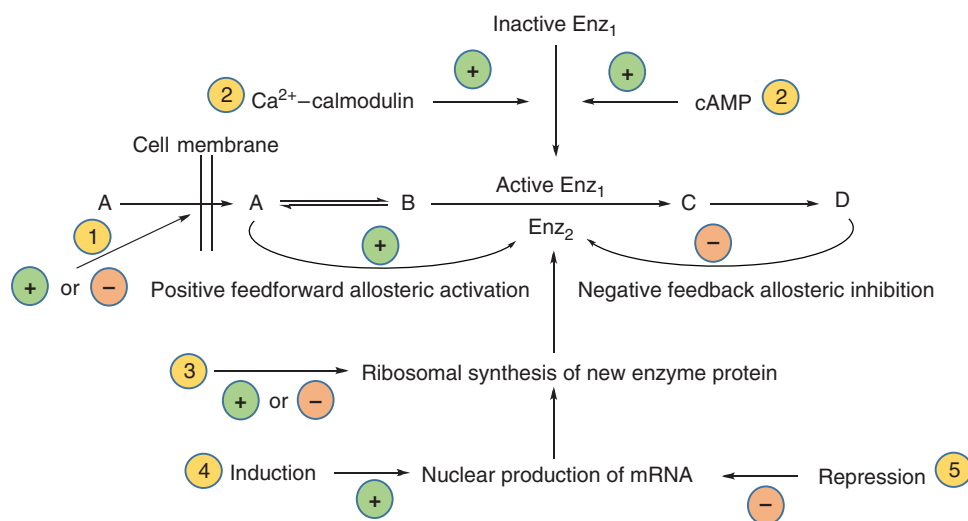 Inactive Enz₁
+ +
2 Ca²⁺–calmodulin cAMP 2
Cell membrane
Active Enz₁
A A B C D
Enz₂
1 + −
+ or − Positive feedforward allosteric activation Negative feedback allosteric inhibition
3 Ribosomal synthesis of new enzyme protein
+ or −
4 Induction Nuclear production of mRNA Repression 5
+ −